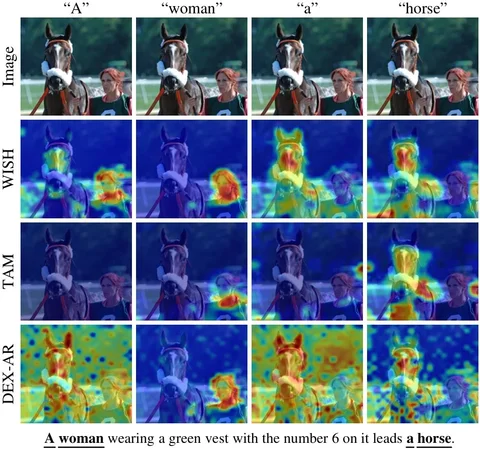 “A” “woman” “a” “horse”
Image
WISH
TAM
DEX-AR
A woman wearing a green vest with the number 6 on it leads a horse.